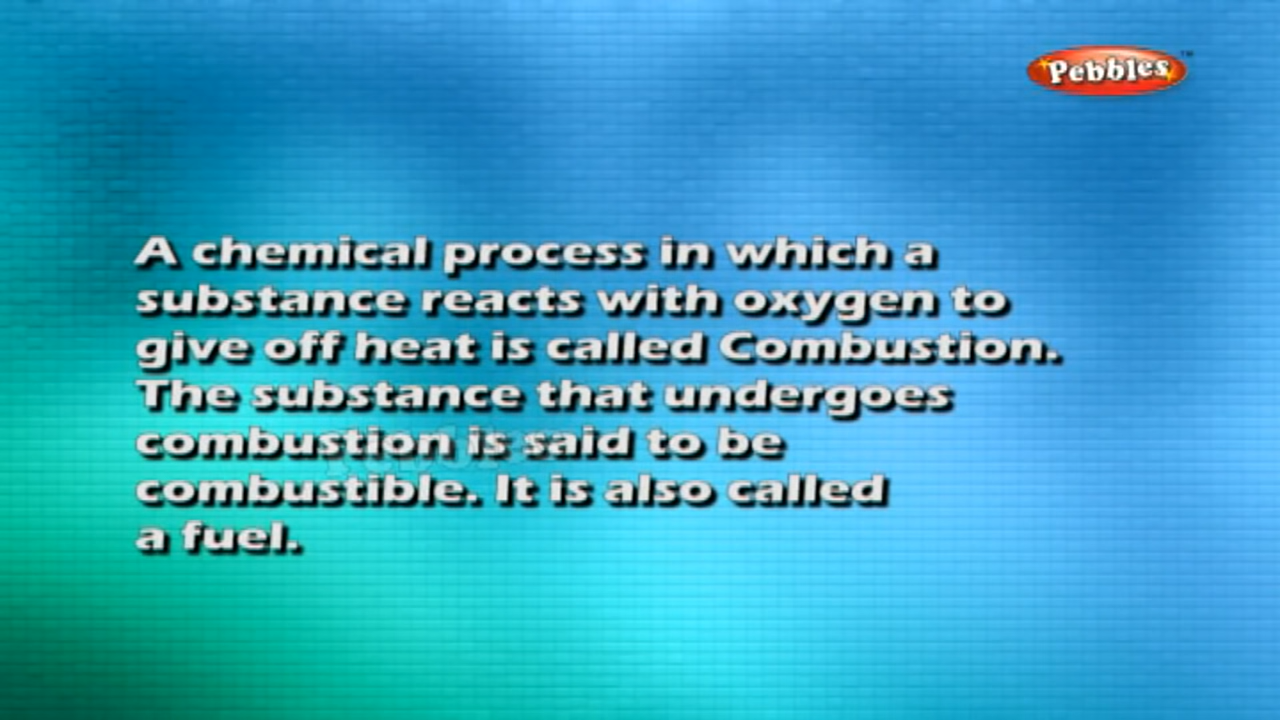 Pebbles™
A chemical process in which a
substance reacts with oxygen to
give off heat is called Combustion.
The substance that undergoes
combustion is said to be
combustible. It is also called
a fuel.